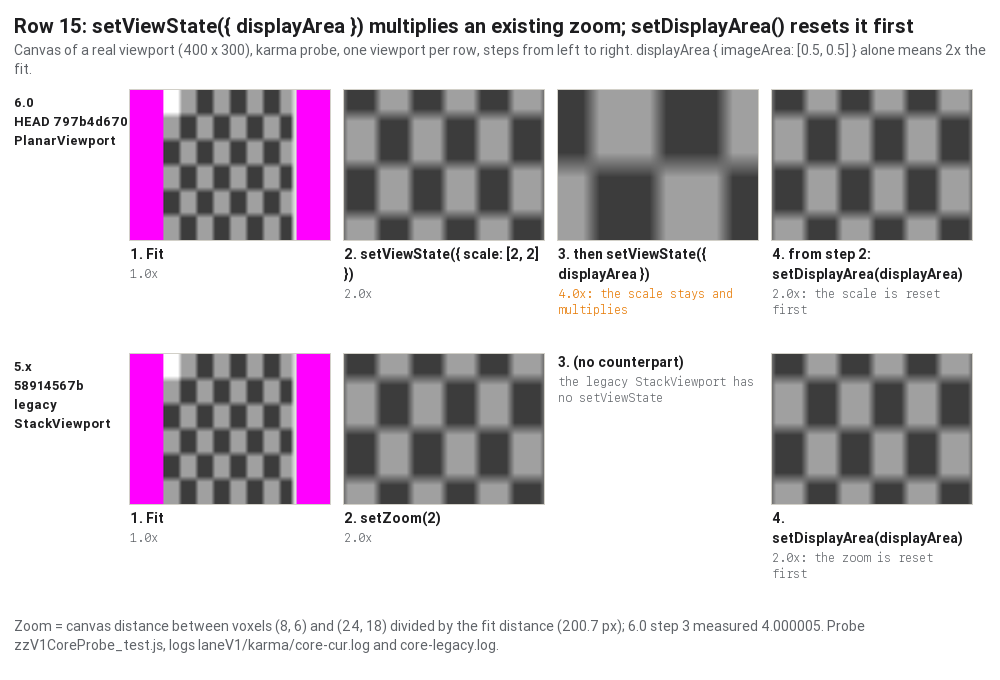 Row 15: setViewState({ displayArea }) multiplies an existing zoom; setDisplayArea() resets it first
Canvas of a real viewport (400 x 300), karma probe, one viewport per row, steps from left to right. displayArea { imageArea: [0.5, 0.5] } alone means 2x the
fit.
6.0
HEAD 797b4d670
PlanarViewport
1. Fit
1.0x
2. setViewState({ scale: [2, 2]
})
2.0x
3. then setViewState({
displayArea })
4.0x: the scale stays and
multiplies
4. from step 2:
setDisplayArea(displayArea)
2.0x: the scale is reset
first
5.x
58914567b
legacy
StackViewport
1. Fit
1.0x
2. setZoom(2)
2.0x
3. (no counterpart)
the legacy StackViewport has
no setViewState
4.
setDisplayArea(displayArea)
2.0x: the zoom is reset
first
Zoom = canvas distance between voxels (8, 6) and (24, 18) divided by the fit distance (200.7 px); 6.0 step 3 measured 4.000005. Probe
zzV1CoreProbe_test.js, logs laneV1/karma/core-cur.log and core-legacy.log.